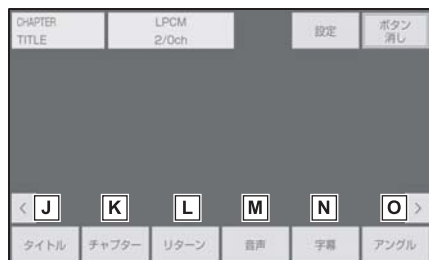 CHAPTER
TITLE
LPCM
2/0ch
設定
ボタン
消し
< J K L M N O >
タイトル チャプター リターン 音声 字幕 アングル